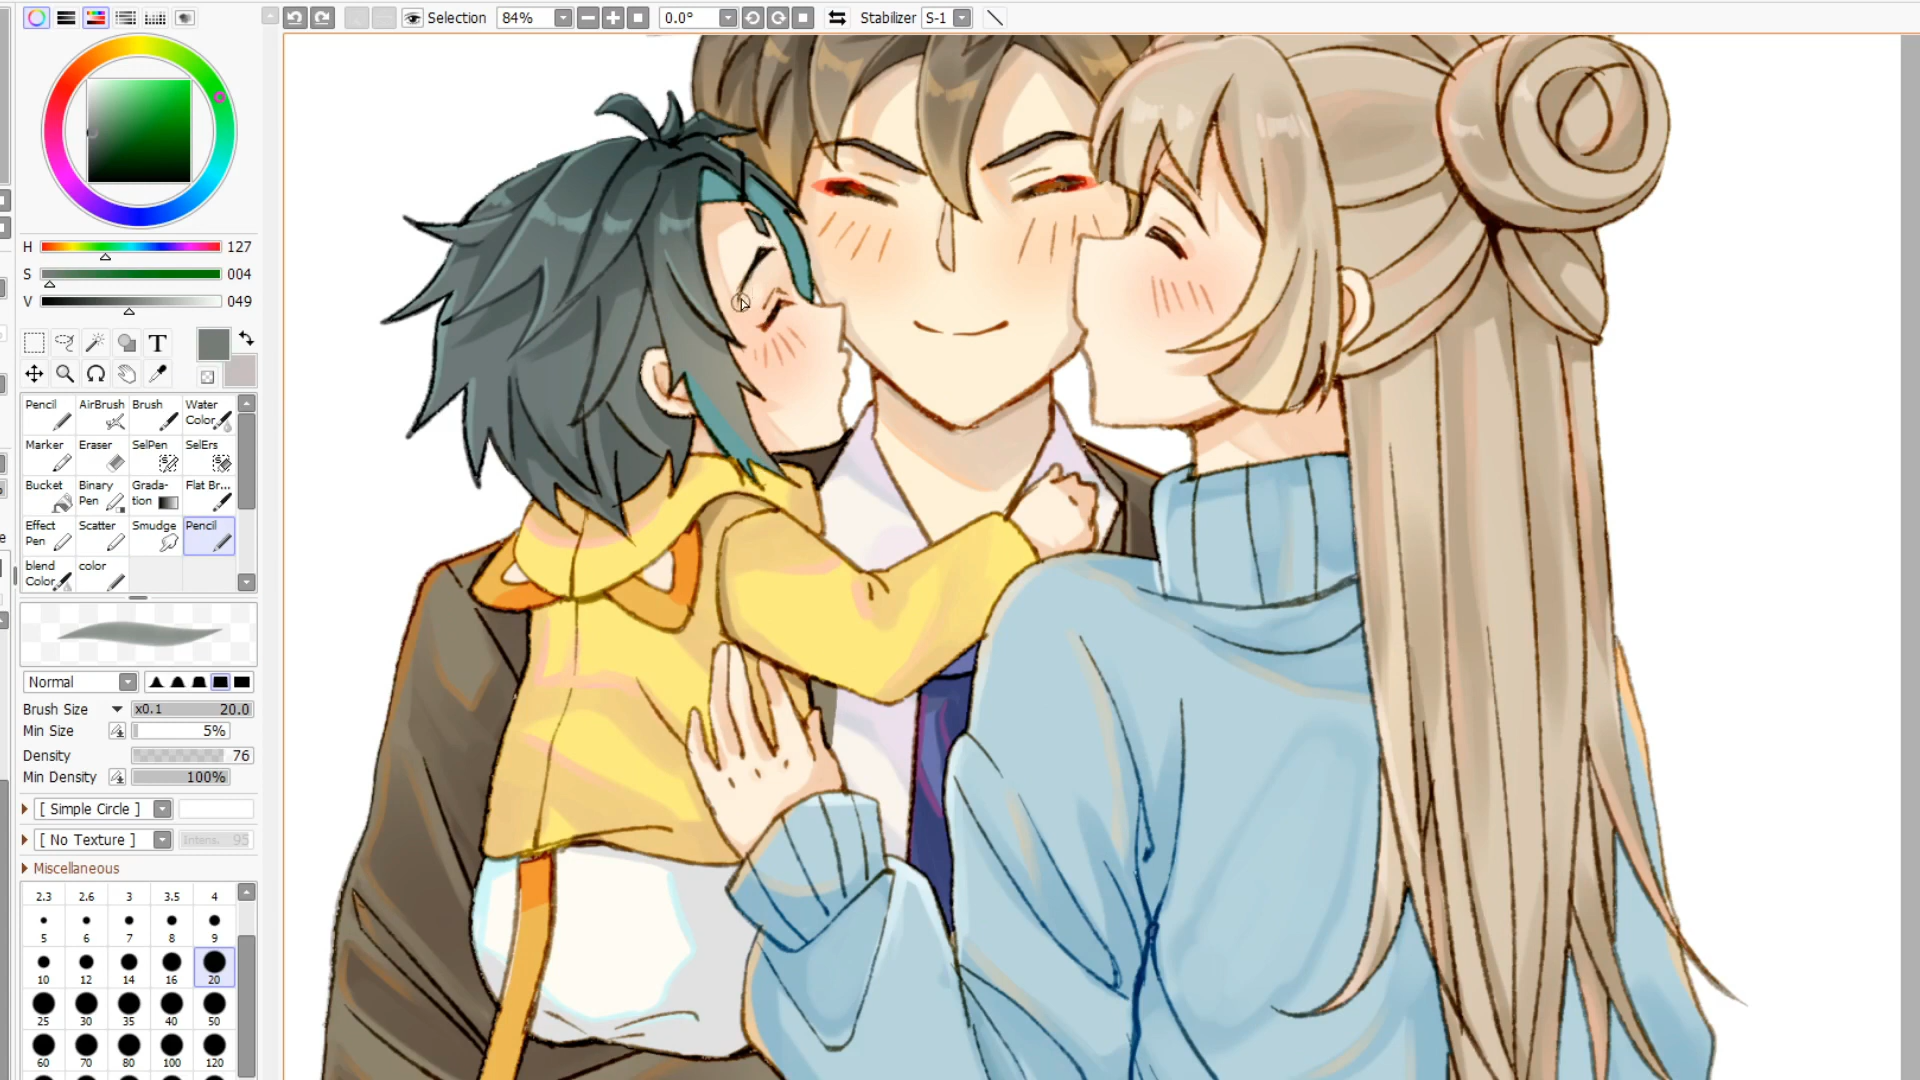 Selection 84% 0.0° Stabilizer S-1
H 127
S 004
V 049
T
Pencil AirBrush Brush Water Color
Marker Eraser SelPen SelErs
Bucket Binary Pen Grada-tion Flat Br...
Effect Pen Scatter Smudge Pencil
blend Color color
Normal
Brush Size x0.1 20.0
Min Size 5%
Density 76
Min Density 100%
[ Simple Circle ]
[ No Texture ] Intens. 95
Miscellaneous
2.3 2.6 3 3.5 4
5 6 7 8 9
10 12 14 16 20
25 30 35 40 50
60 70 80 100 120